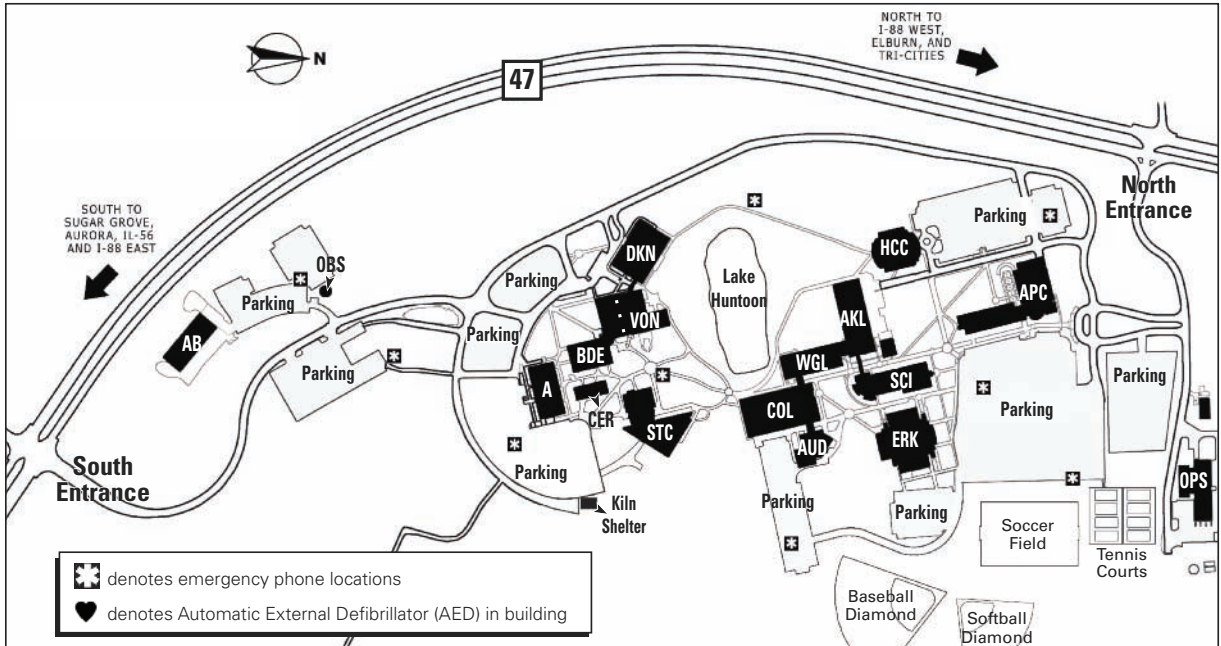 NORTH TO
I-88 WEST,
ELBURN, AND
TRI-CITIES
N
47
SOUTH TO
SUGAR GROVE,
AURORA, IL-56
AND I-88 EAST
North
Entrance
Parking
HCC
DKN
OBS
Parking
Lake
Huntoon
Parking
APC
AKL
VON
Parking
AB
BDE
WGL
Parking
SCI
Parking
A
CER
COL
Parking
STC
AUD
ERK
South
Entrance
Parking
OPS
Kiln
Shelter
Parking
Parking
Soccer
Field
Tennis
Courts
denotes emergency phone locations
denotes Automatic External Defibrillator (AED) in building
Baseball
Diamond
Softball
Diamond